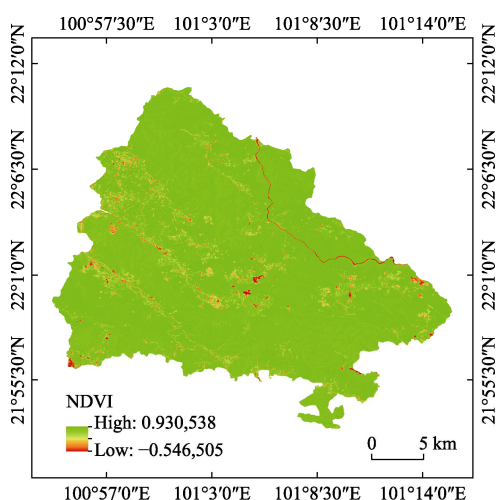 100°57′30″E 101°3′30″E 101°8′30″E 101°14′0″E
22°12′0″N 22°12′0″N
22°6′30″N 22°6′30″N
22°1′0″N 22°1′0″N
21°55′30″N 21°55′30″N
NDVI
High: 0.930,538
Low: −0.546,505
0 5 km
100°57′0″E 101°3′0″E 101°8′30″E 101°14′0″E